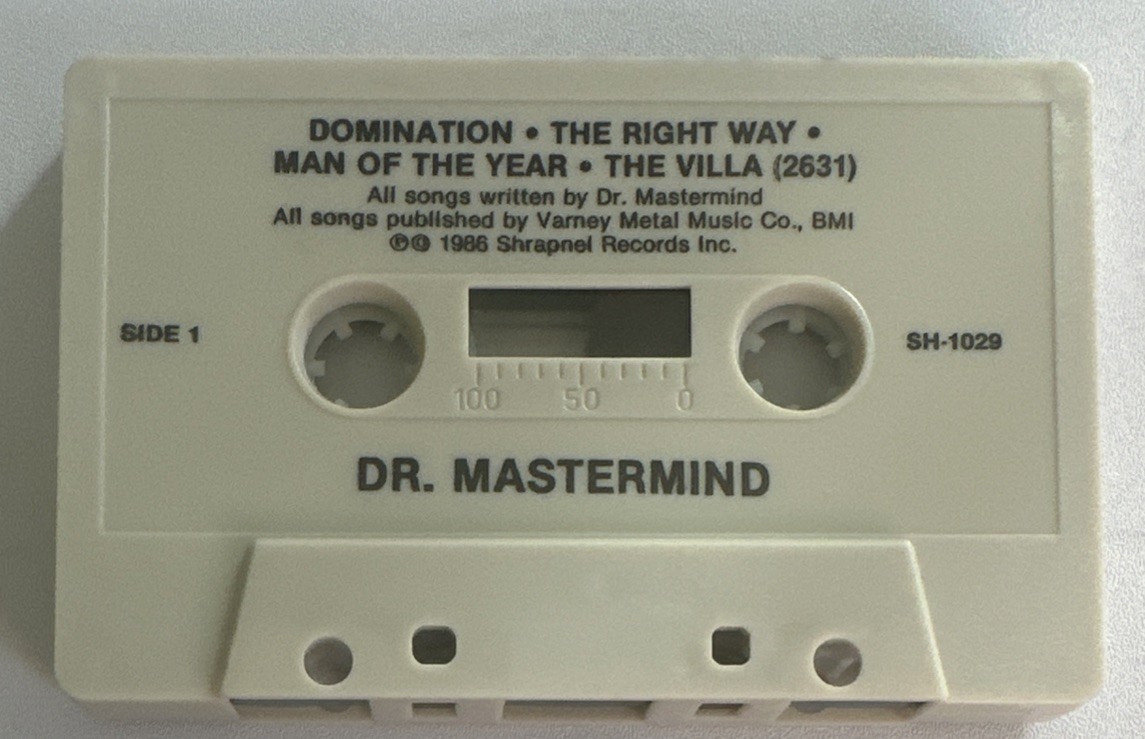 DOMINATION • THE RIGHT WAY •
MAN OF THE YEAR • THE VILLA (2631)
All songs written by Dr. Mastermind
All songs published by Varney Metal Music Co., BMI
℗© 1986 Shrapnel Records Inc.
SIDE 1
SH-1029
100 50 0
DR. MASTERMIND